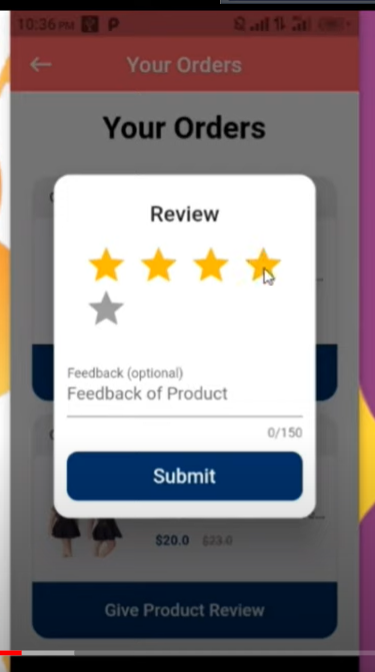 10:36 PM
Your Orders
Your Orders
Review
Feedback (optional)
Feedback of Product
0/150
Submit
$20.0 $23.0
Give Product Review